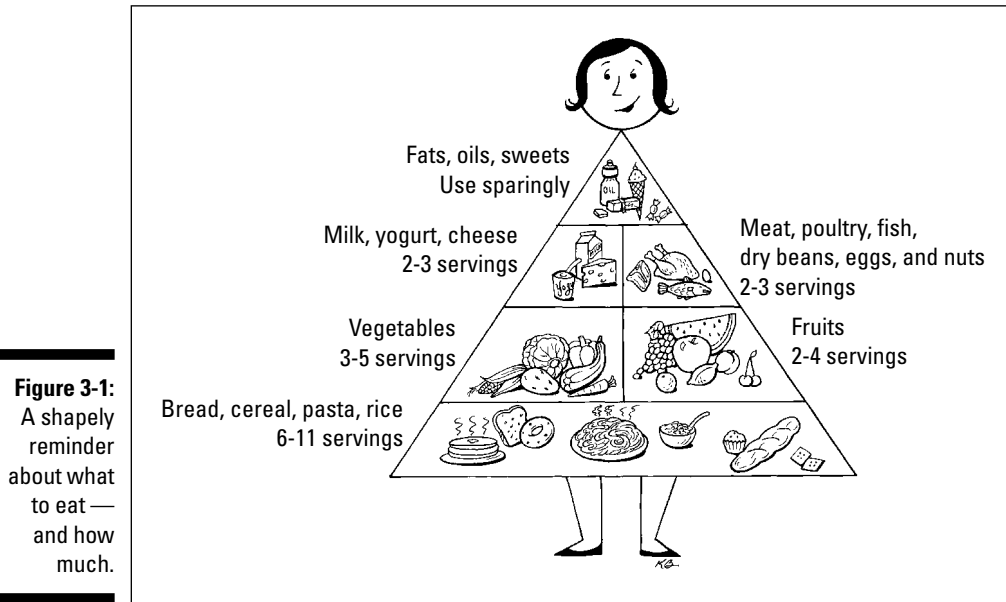 Fats, oils, sweets
Use sparingly
OIL
Milk, yogurt, cheese
2-3 servings
Meat, poultry, fish,
dry beans, eggs, and nuts
2-3 servings
Vegetables
3-5 servings
Fruits
2-4 servings
Bread, cereal, pasta, rice
6-11 servings
Figure 3-1:
A shapely
reminder
about what
to eat —
and how
much.